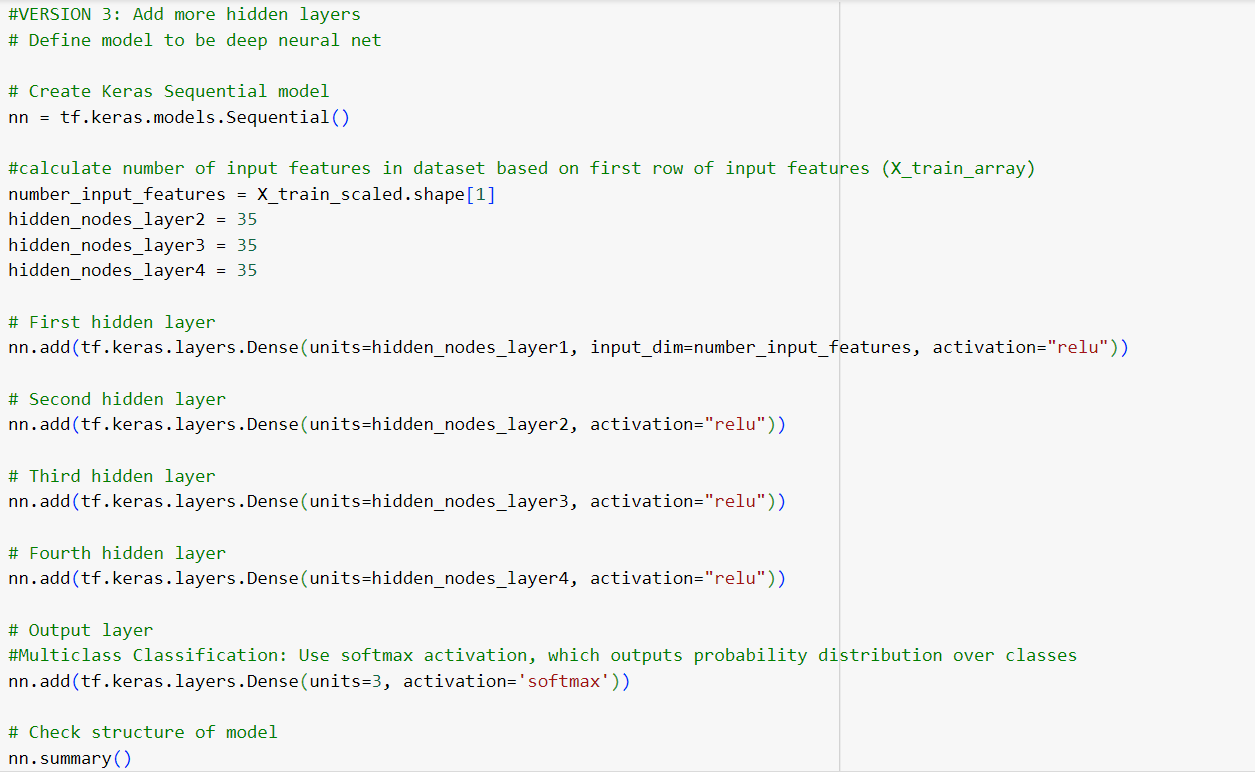 #VERSION 3: Add more hidden layers
# Define model to be deep neural net
# Create Keras Sequential model
nn = tf.keras.models.Sequential()
#calculate number of input features in dataset based on first row of input features (X_train_array)
number_input_features = X_train_scaled.shape[1]
hidden_nodes_layer2 = 35
hidden_nodes_layer3 = 35
hidden_nodes_layer4 = 35
# First hidden layer
nn.add(tf.keras.layers.Dense(units=hidden_nodes_layer1, input_dim=number_input_features, activation="relu"))
# Second hidden layer
nn.add(tf.keras.layers.Dense(units=hidden_nodes_layer2, activation="relu"))
# Third hidden layer
nn.add(tf.keras.layers.Dense(units=hidden_nodes_layer3, activation="relu"))
# Fourth hidden layer
nn.add(tf.keras.layers.Dense(units=hidden_nodes_layer4, activation="relu"))
# Output layer
#Multiclass Classification: Use softmax activation, which outputs probability distribution over classes
nn.add(tf.keras.layers.Dense(units=3, activation='softmax'))
# Check structure of model
nn.summary()